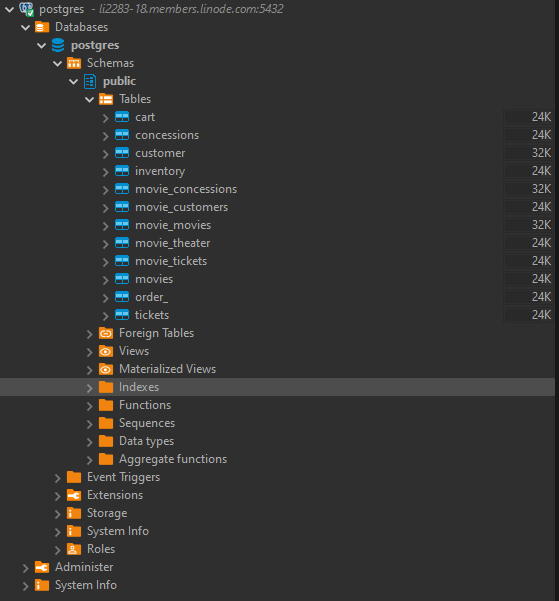 postgres - li2283-18.members.linode.com:5432
Databases
postgres
Schemas
public
Tables
cart 24K
concessions 24K
customer 32K
inventory 24K
movie_concessions 32K
movie_customers 24K
movie_movies 32K
movie_theater 24K
movie_tickets 24K
movies 24K
order_ 24K
tickets 24K
Foreign Tables
Views
Materialized Views
Indexes
Functions
Sequences
Data types
Aggregate functions
Event Triggers
Extensions
Storage
System Info
Roles
Administer
System Info